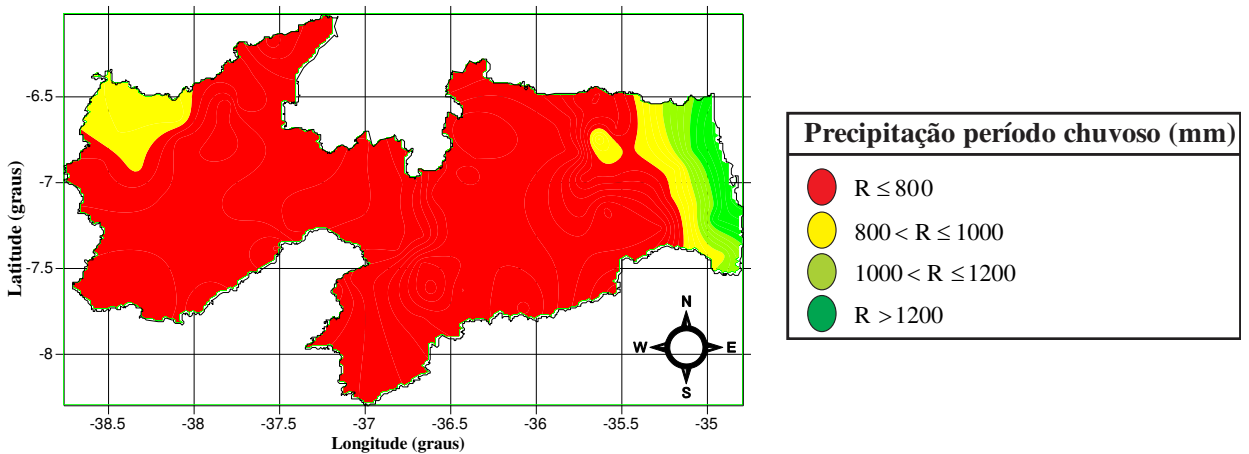 Latitude (graus)
-6.5
-7
-7.5
-8
-38.5 -38 -37.5 -37 -36.5 -36 -35.5 -35
Longitude (graus)
N
W E
S
Precipitação período chuvoso (mm)
R ≤ 800
800 < R ≤ 1000
1000 < R ≤ 1200
R > 1200